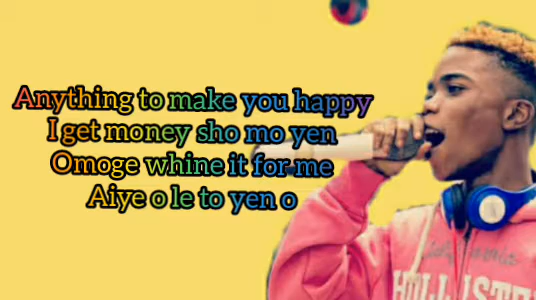 Anything to make you happy
I get money sho mo yen
Omoge whine it for me
Aiye o le to yen o